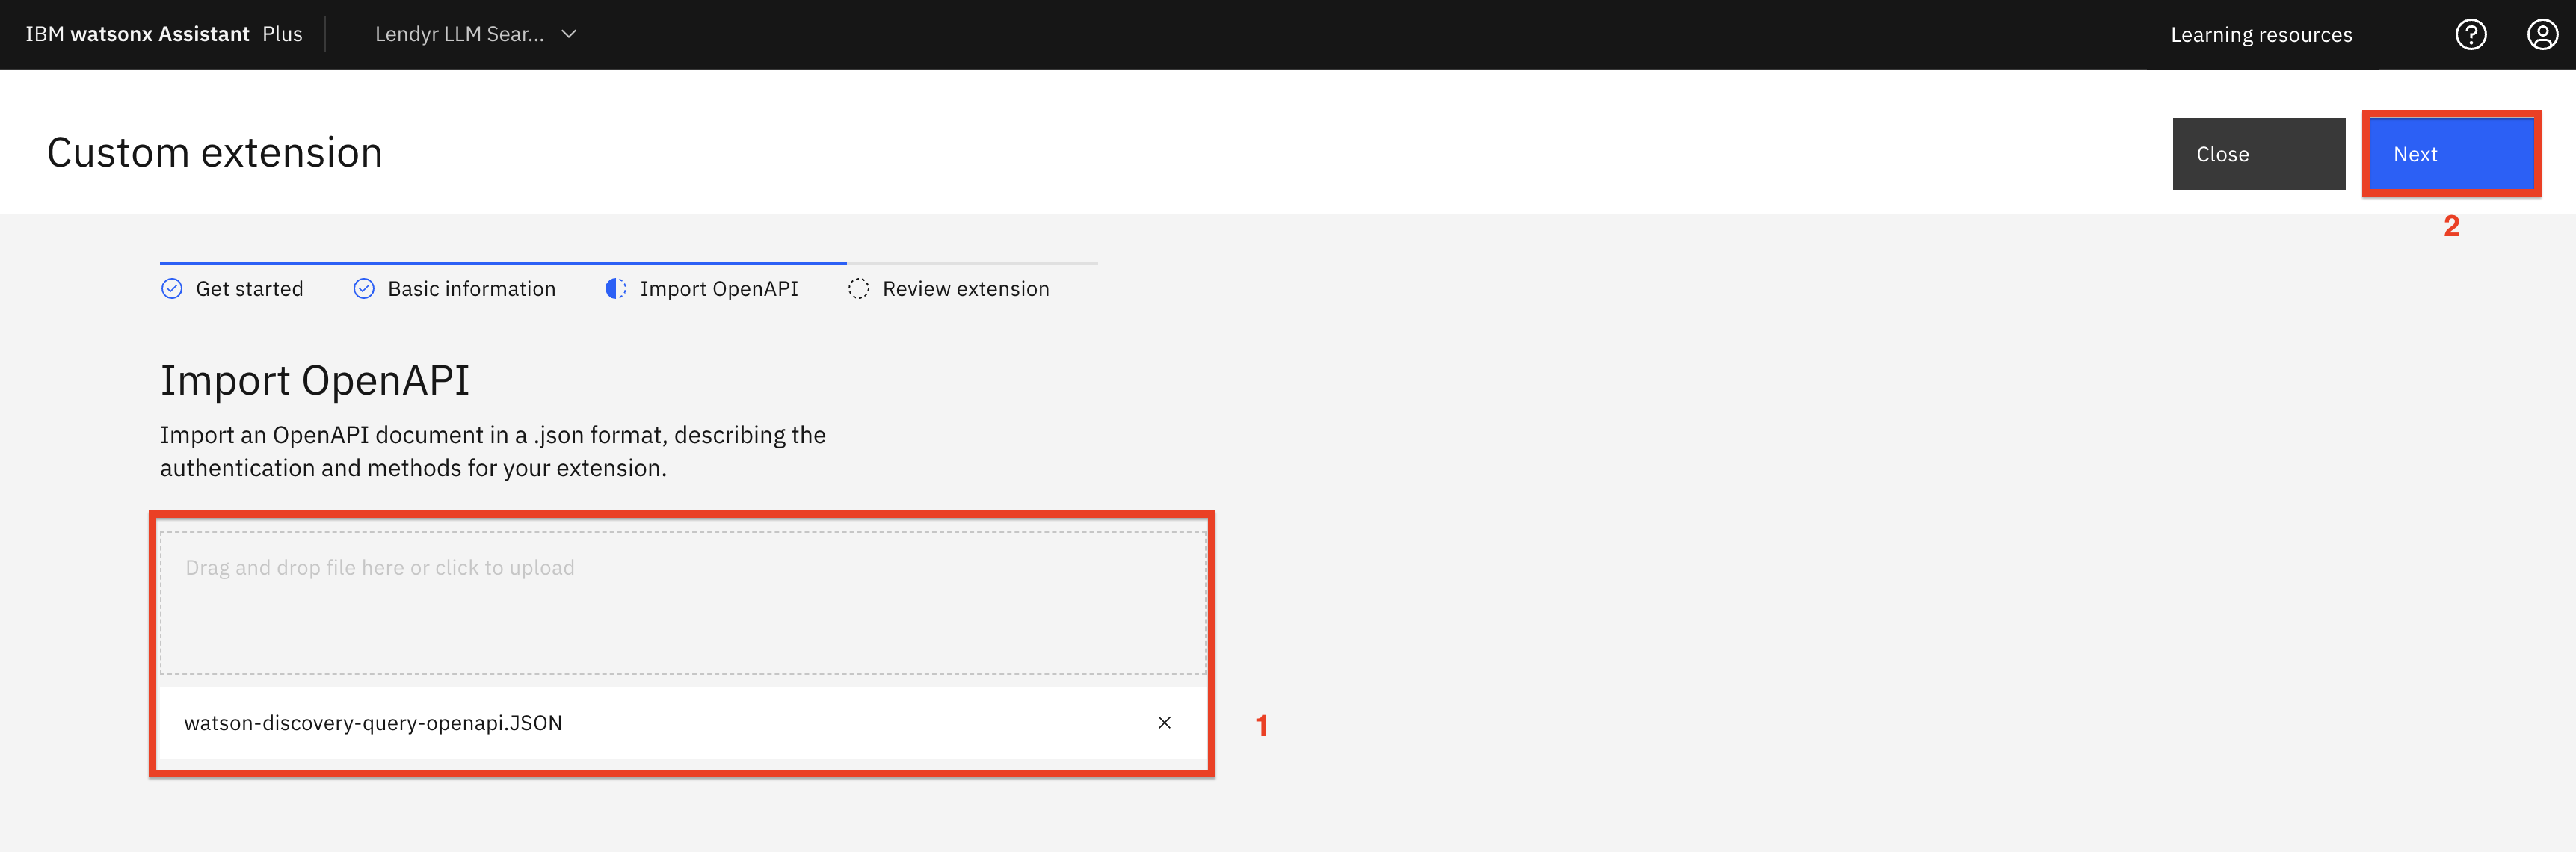 IBM watsonx Assistant Plus
Lendyr LLM Sear...
Learning resources
Custom extension
Close
Next
2
Get started
Basic information
Import OpenAPI
Review extension
Import OpenAPI
Import an OpenAPI document in a .json format, describing the
authentication and methods for your extension.
Drag and drop file here or click to upload
watson-discovery-query-openapi.JSON
1